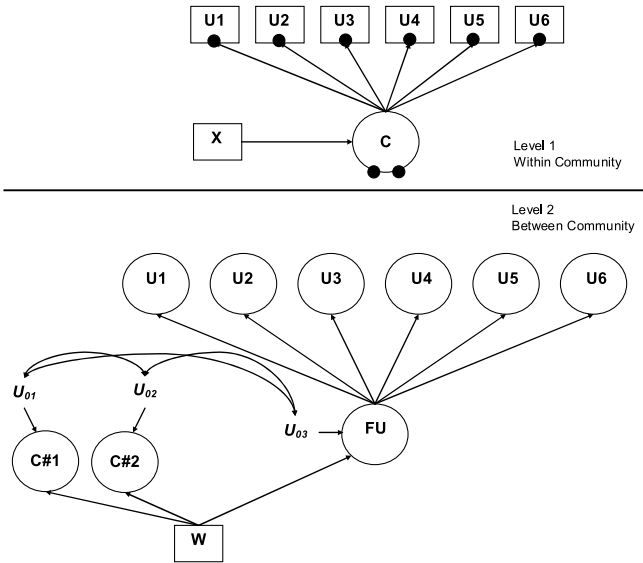 U1 U2 U3 U4 U5 U6
X C
Level 1
Within Community
Level 2
Between Community
U1 U2 U3 U4 U5 U6
U01 U02
U03 FU
C#1 C#2
W